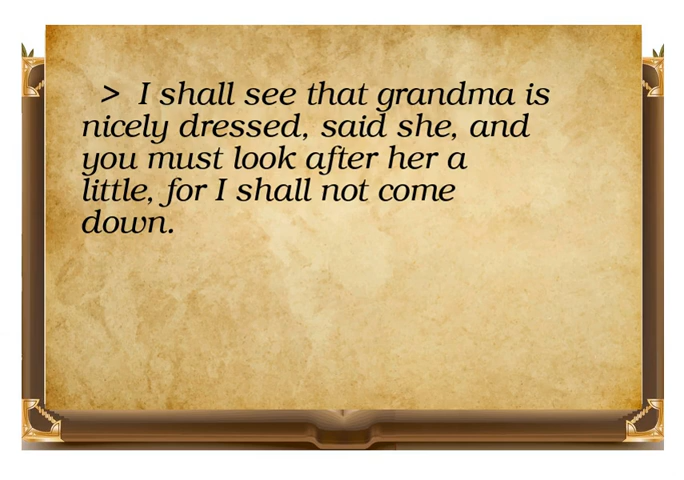 > I shall see that grandma is
nicely dressed, said she, and
you must look after her a
little, for I shall not come
down.